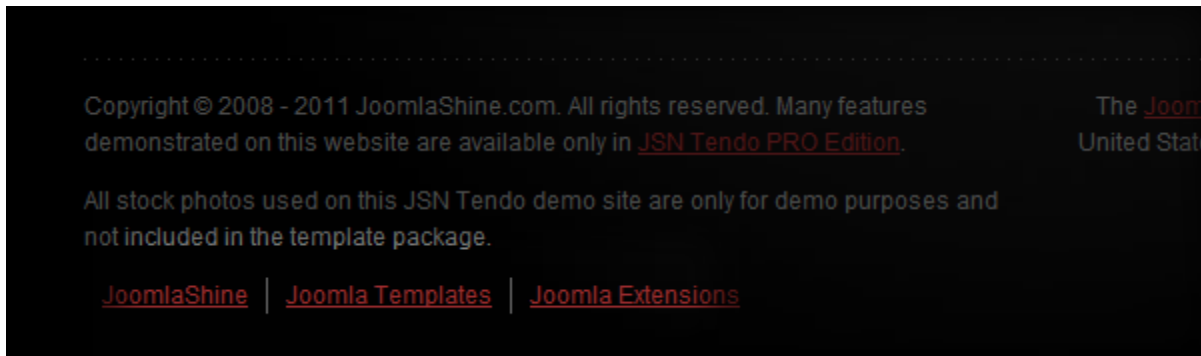 Copyright © 2008 - 2011 JoomlaShine.com. All rights reserved. Many features
demonstrated on this website are available only in JSN Tendo PRO Edition.
All stock photos used on this JSN Tendo demo site are only for demo purposes and
not included in the template package.
JoomlaShine | Joomla Templates | Joomla Extensions
The
United